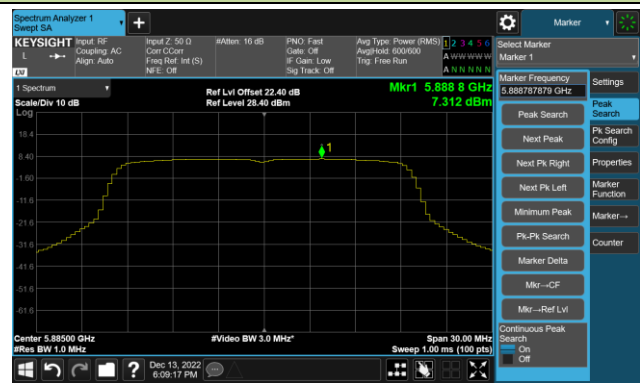 Spectrum Analyzer 1
Swept SA
Marker
KEYSIGHT
L
LXI
Input: RF
Coupling: AC
Align: Auto
Input Z: 50 Ω
Corr CCorr
Freq Ref: Int (S)
NFE: Off
#Atten: 16 dB
PNO: Fast
Gate: Off
IF Gain: Low
Sig Track: Off
Avg Type: Power (RMS)
Avg|Hold: 600/600
Trig: Free Run
1 2 3 4 5 6
A W W W W W
A N N N N N
Select Marker
Marker 1
1 Spectrum
Scale/Div 10 dB
Log
Ref Lvl Offset 22.40 dB
Ref Level 28.40 dBm
Mkr1 5.888 8 GHz
7.312 dBm
18.4
8.40
-1.60
-11.6
-21.6
-31.6
-41.6
-51.6
-61.6
1
Center 5.88500 GHz
#Res BW 1.0 MHz
#Video BW 3.0 MHz*
Span 30.00 MHz
Sweep 1.00 ms (100 pts)
Marker Frequency
5.888787879 GHz
Peak Search
Next Peak
Next Pk Right
Next Pk Left
Minimum Peak
Pk-Pk Search
Marker Delta
Mkr→CF
Mkr→Ref Lvl
Continuous Peak
Search
On
Off
Settings
Peak
Search
Pk Search
Config
Properties
Marker
Function
Marker→
Counter
?
Dec 13, 2022
6:09:17 PM